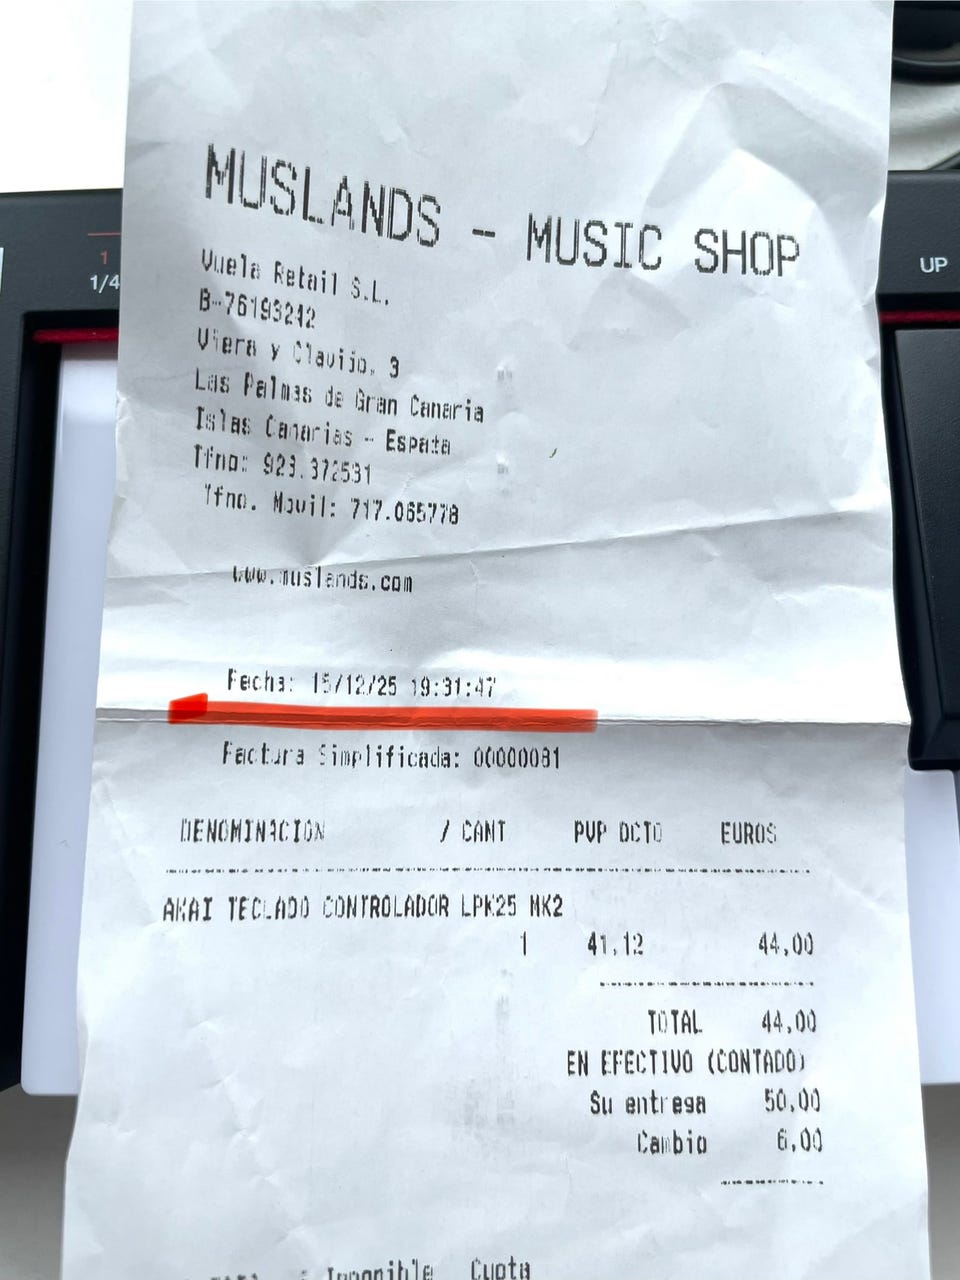 MUSLANDS - MUSIC SHOP
Vuela Retail S.L.
B-76193242
Viera y Clavijo, 3
Las Palmas de Gran Canaria
Islas Canarias - Espata
Tfno: 928.372531
Tfno. Movil: 717.065778
www.muslands.com
Fecha: 15/12/25 19:31:47
Factura Simplificada: 00000081
DENOMINACION / CANT PVP DCTO EUROS
AKAI TECLADO CONTROLADOR LPK25 MK2
1 41,12 44,00
TOTAL 44,00
EN EFECTIVO (CONTADO)
Su entrega 50,00
Cambio 6,00
Imponible Cuota
1
1/4
UP